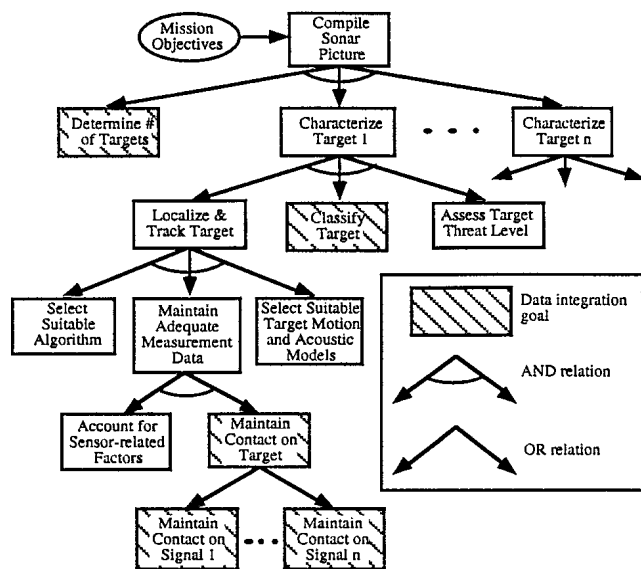 Mission
Objectives
Compile
Sonar
Picture
Determine #
of Targets
Characterize
Target 1
• • •
Characterize
Target n
Localize &
Track Target
Classify
Target
Assess Target
Threat Level
Select
Suitable
Algorithm
Maintain
Adequate
Measurement
Data
Select Suitable
Target Motion
and Acoustic
Models
Account for
Sensor-related
Factors
Maintain
Contact on
Target
Maintain
Contact on
Signal 1
• • •
Maintain
Contact on
Signal n
Data integration
goal
AND relation
OR relation